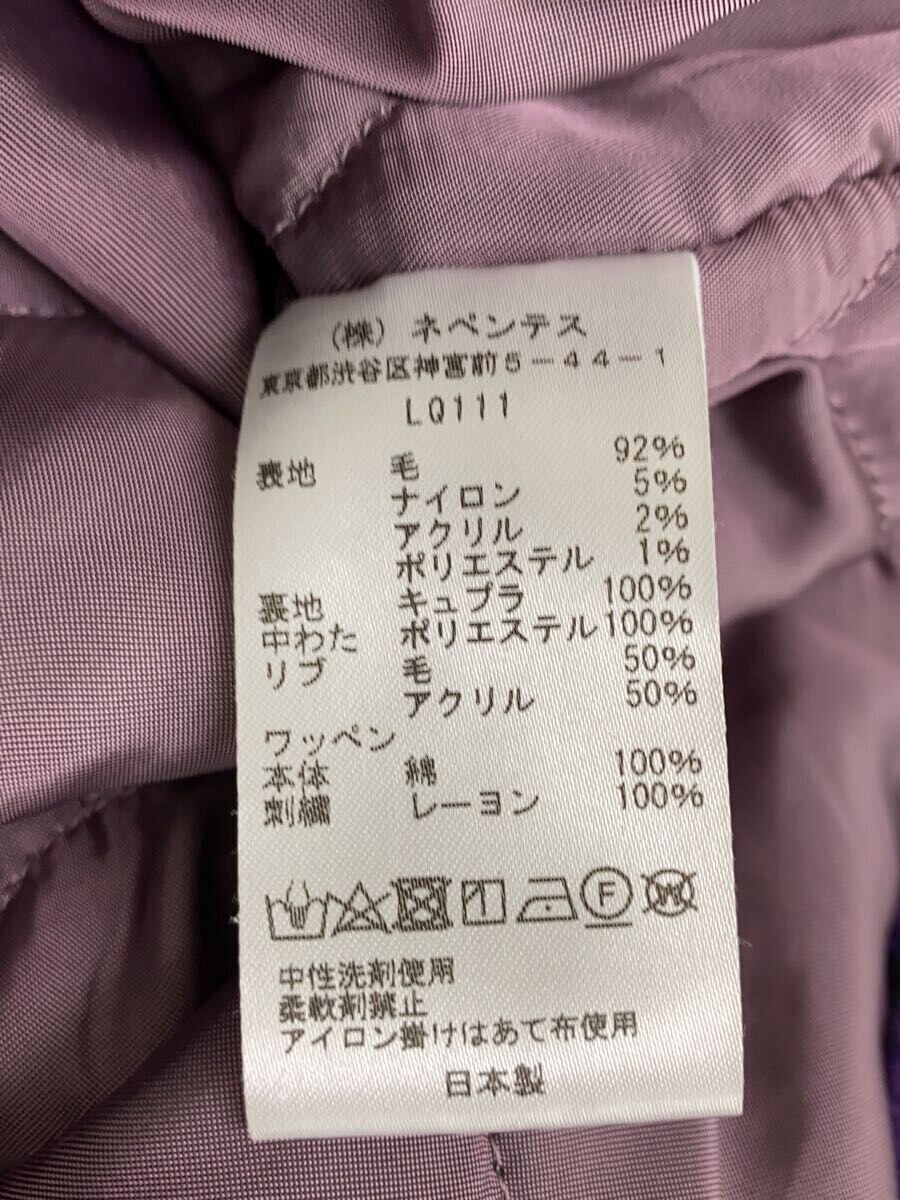 (株) ネペンテス
東京都渋谷区神宮前5-44-1
LQ111
表地 毛 92%
ナイロン 5%
アクリル 2%
ポリエステル 1%
裏地 キュプラ 100%
中わた ポリエステル 100%
リブ 毛 50%
アクリル 50%
ワッペン
本体 綿 100%
刺繍 レーヨン 100%
F W
中性洗剤使用
柔軟剤禁止
アイロン掛けはあて布使用
日本製